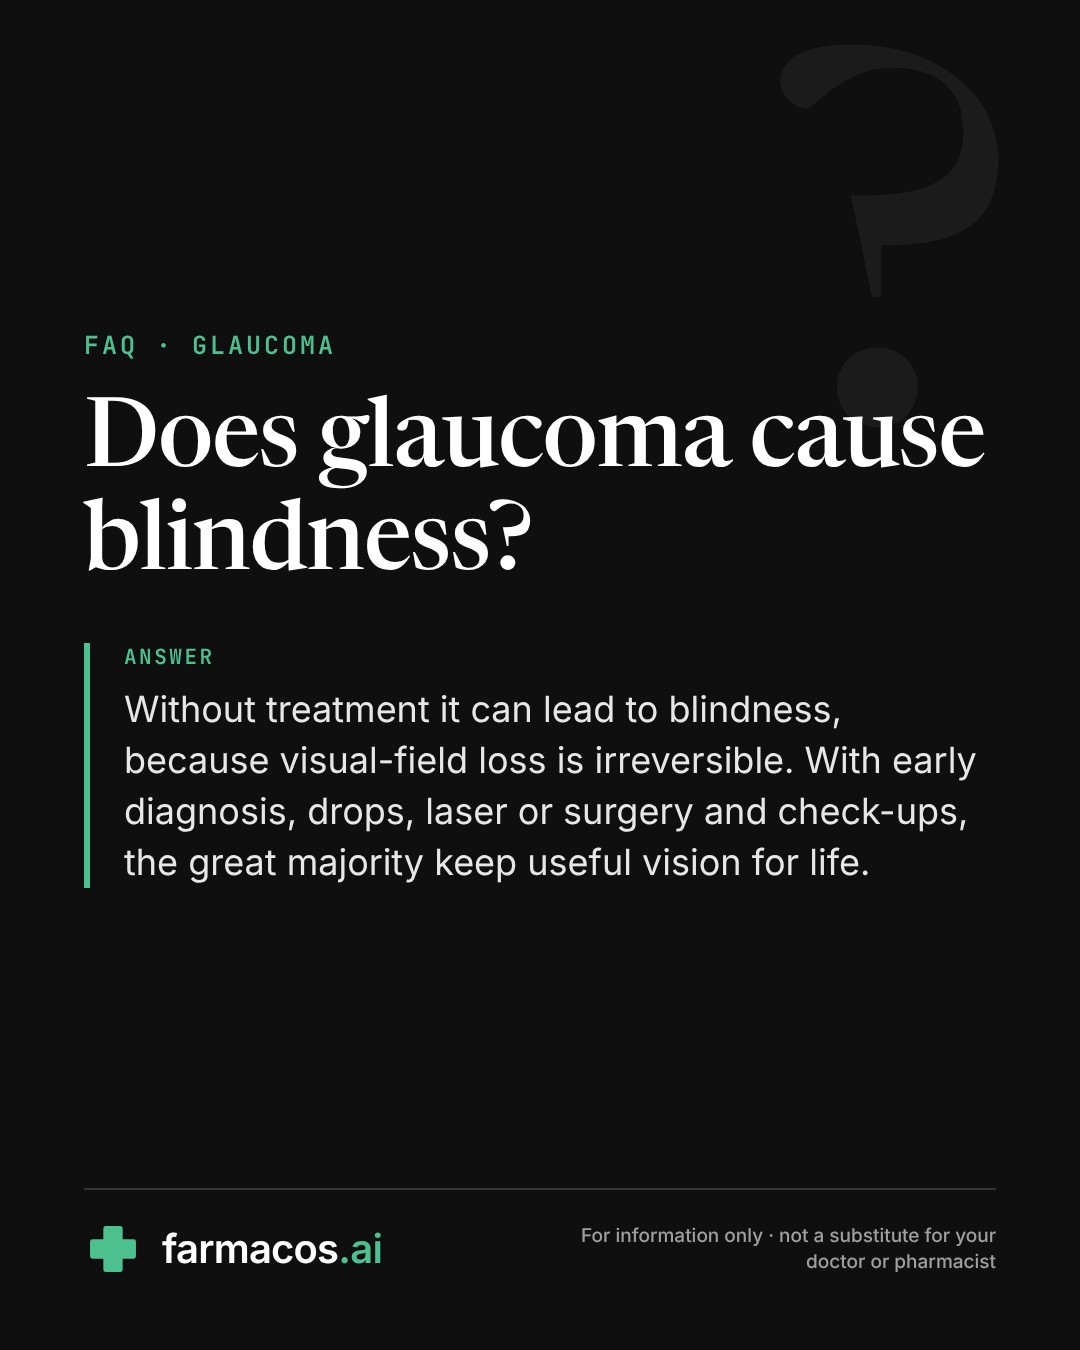 ?
FAQ · GLAUCOMA
Does glaucoma cause
blindness?
ANSWER
Without treatment it can lead to blindness,
because visual-field loss is irreversible. With early
diagnosis, drops, laser or surgery and check-ups,
the great majority keep useful vision for life.
farmacos.ai
For information only · not a substitute for your
doctor or pharmacist